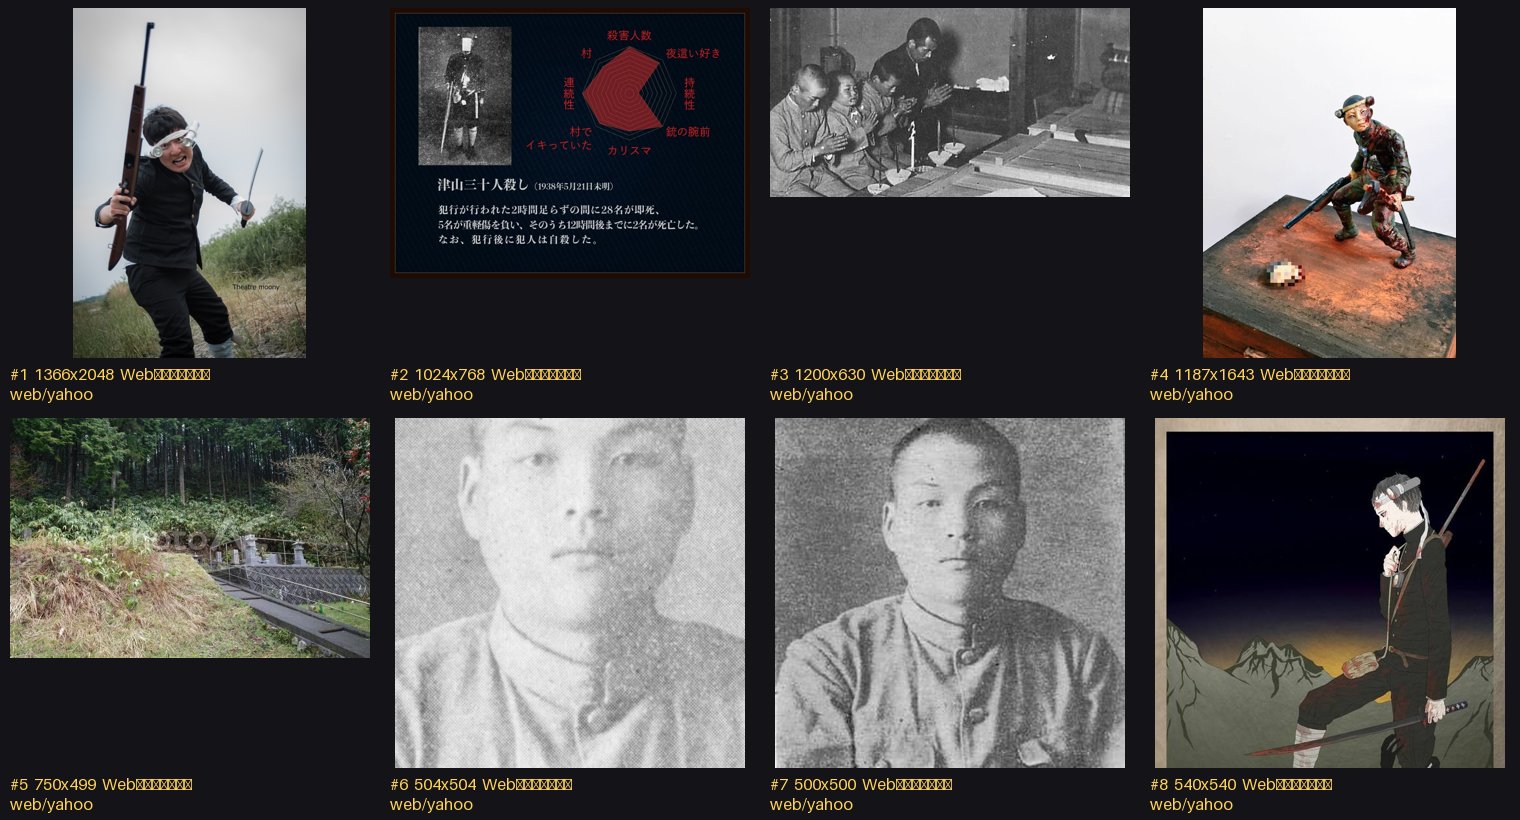 Theatre moony
殺害人数
村
夜這い好き
連続性
持続性
村で
イキっていた
銃の腕前
カリスマ
津山三十人殺し（1938年5月21日未明）
犯行が行われた2時間足らずの間に28名が即死、
5名が重軽傷を負い、そのうち12時間後までに2名が死亡した。
なお、犯行後に犯人は自殺した。
#1 1366x2048 Web
web/yahoo
#2 1024x768 Web
web/yahoo
#3 1200x630 Web
web/yahoo
#4 1187x1643 Web
web/yahoo
#5 750x499 Web
web/yahoo
#6 504x504 Web
web/yahoo
#7 500x500 Web
web/yahoo
#8 540x540 Web
web/yahoo